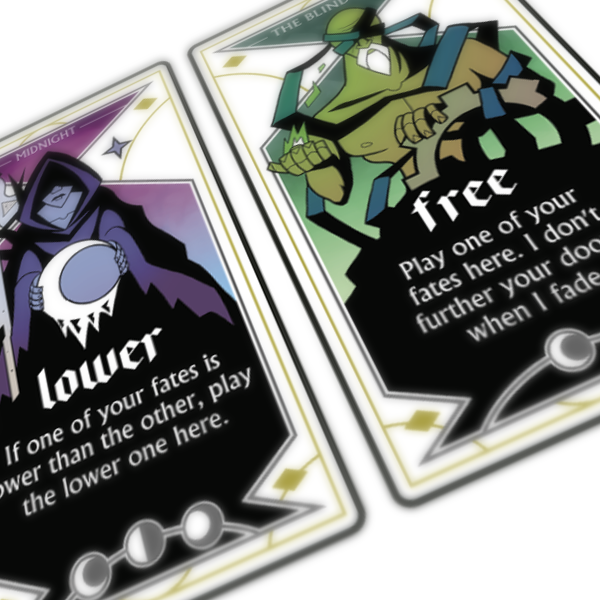 MIDNIGHT
lower
If one of your fates is
lower than the other, play
the lower one here.
THE BLIND
free
Play one of your
fates here. I don't
further your doo
when I fade